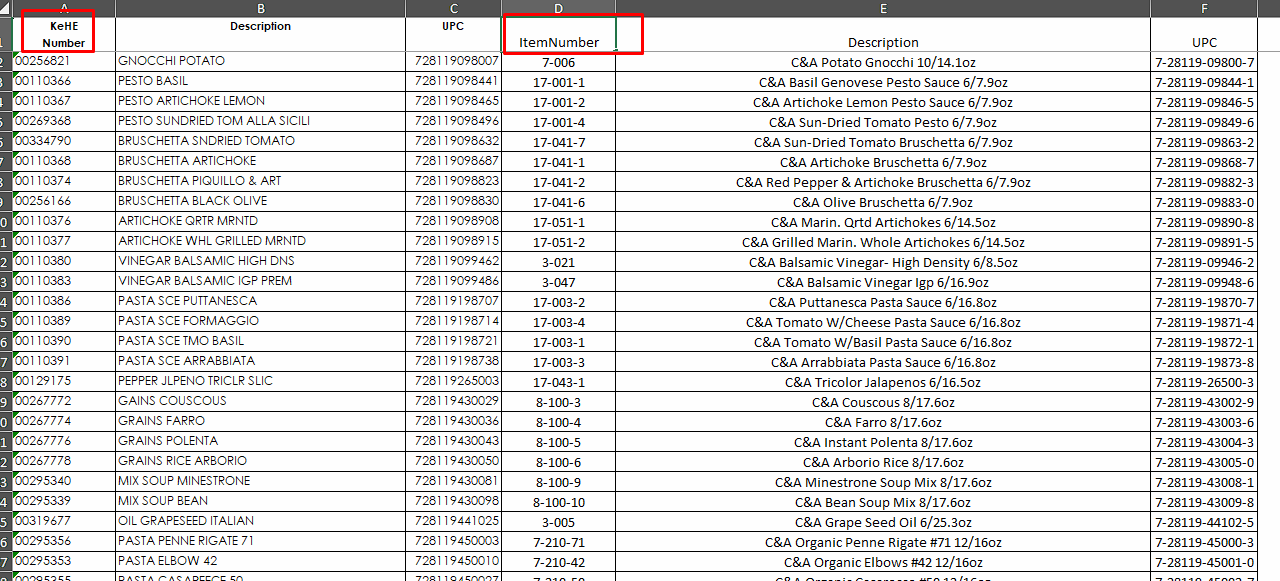 A B C D E F
KeHE Number Description UPC ItemNumber Description UPC
00256821 GNOCCHI POTATO 728119098007 7-006 C&A Potato Gnocchi 10/14.1oz 7-28119-09800-7
00110366 PESTO BASIL 728119098441 17-001-1 C&A Basil Genovese Pesto Sauce 6/7.9oz 7-28119-09844-1
00110367 PESTO ARTICHOKE LEMON 728119098465 17-001-2 C&A Artichoke Lemon Pesto Sauce 6/7.9oz 7-28119-09846-5
00269368 PESTO SUNDRIED TOM ALLA SICILI 728119098496 17-001-4 C&A Sun-Dried Tomato Pesto 6/7.9oz 7-28119-09849-6
00334790 BRUSCHETTA SNDRIED TOMATO 728119098632 17-041-7 C&A Sun-Dried Tomato Bruschetta 6/7.9oz 7-28119-09863-2
00110368 BRUSCHETTA ARTICHOKE 728119098687 17-041-1 C&A Artichoke Bruschetta 6/7.9oz 7-28119-09868-7
00110374 BRUSCHETTA PIQUILLO & ART 728119098823 17-041-2 C&A Red Pepper & Artichoke Bruschetta 6/7.9oz 7-28119-09882-3
00256166 BRUSCHETTA BLACK OLIVE 728119098830 17-041-6 C&A Olive Bruschetta 6/7.9oz 7-28119-09883-0
00110376 ARTICHOKE QRTR MRNTD 728119098908 17-051-1 C&A Marin. Qrtd Artichokes 6/14.5oz 7-28119-09890-8
00110377 ARTICHOKE WHL GRILLED MRNTD 728119098915 17-051-2 C&A Grilled Marin. Whole Artichokes 6/14.5oz 7-28119-09891-5
00110380 VINEGAR BALSAMIC HIGH DNS 728119099462 3-021 C&A Balsamic Vinegar- High Density 6/8.5oz 7-28119-09946-2
00110383 VINEGAR BALSAMIC IGP PREM 728119099486 3-047 C&A Balsamic Vinegar Igp 6/16.9oz 7-28119-09948-6
00110386 PASTA SCE PUTTANESCA 728119198707 17-003-2 C&A Puttanesca Pasta Sauce 6/16.8oz 7-28119-19870-7
00110389 PASTA SCE FORMAGGIO 728119198714 17-003-4 C&A Tomato W/Cheese Pasta Sauce 6/16.8oz 7-28119-19871-4
00110390 PASTA SCE TMO BASIL 728119198721 17-003-1 C&A Tomato W/Basil Pasta Sauce 6/16.8oz 7-28119-19872-1
00110391 PASTA SCE ARRABBIATA 728119198738 17-003-3 C&A Arrabbiata Pasta Sauce 6/16.8oz 7-28119-19873-8
00129175 PEPPER JLPENO TRICLR SLIC 728119265003 17-043-1 C&A Tricolor Jalapenos 6/16.5oz 7-28119-26500-3
00267772 GAINS COUSCOUS 728119430029 8-100-3 C&A Couscous 8/17.6oz 7-28119-43002-9
00267774 GRAINS FARRO 728119430036 8-100-4 C&A Farro 8/17.6oz 7-28119-43003-6
00267776 GRAINS POLENTA 728119430043 8-100-5 C&A Instant Polenta 8/17.6oz 7-28119-43004-3
00267778 GRAINS RICE ARBORIO 728119430050 8-100-6 C&A Arborio Rice 8/17.6oz 7-28119-43005-0
00295340 MIX SOUP MINESTRONE 728119430081 8-100-9 C&A Minestrone Soup Mix 8/17.6oz 7-28119-43008-1
00295339 MIX SOUP BEAN 728119430098 8-100-10 C&A Bean Soup Mix 8/17.6oz 7-28119-43009-8
00319677 OIL GRAPESEED ITALIAN 728119441025 3-005 C&A Grape Seed Oil 6/25.3oz 7-28119-44102-5
00295356 PASTA PENNE RIGATE 71 728119450003 7-210-71 C&A Organic Penne Rigate #71 12/16oz 7-28119-45000-3
00295353 PASTA ELBOW 42 728119450010 7-210-42 C&A Organic Elbows #42 12/16oz 7-28119-45001-0